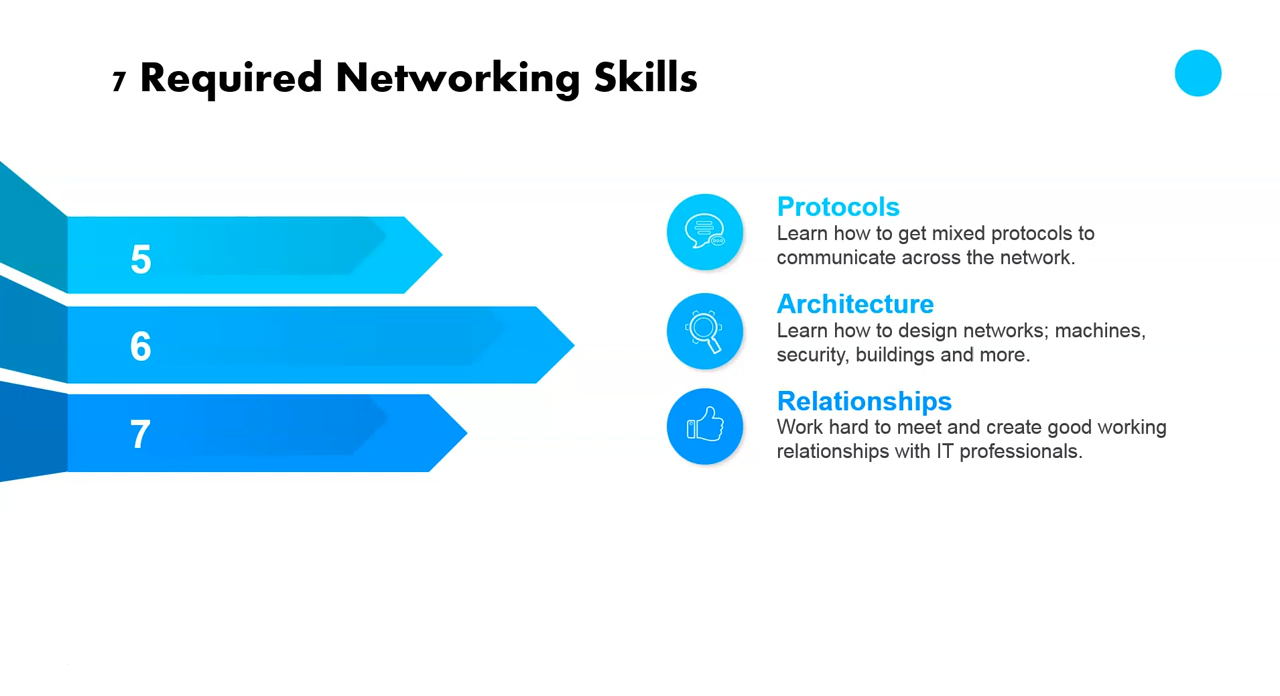 7 Required Networking Skills
5
Protocols
Learn how to get mixed protocols to
communicate across the network.
6
Architecture
Learn how to design networks; machines,
security, buildings and more.
7
Relationships
Work hard to meet and create good working
relationships with IT professionals.